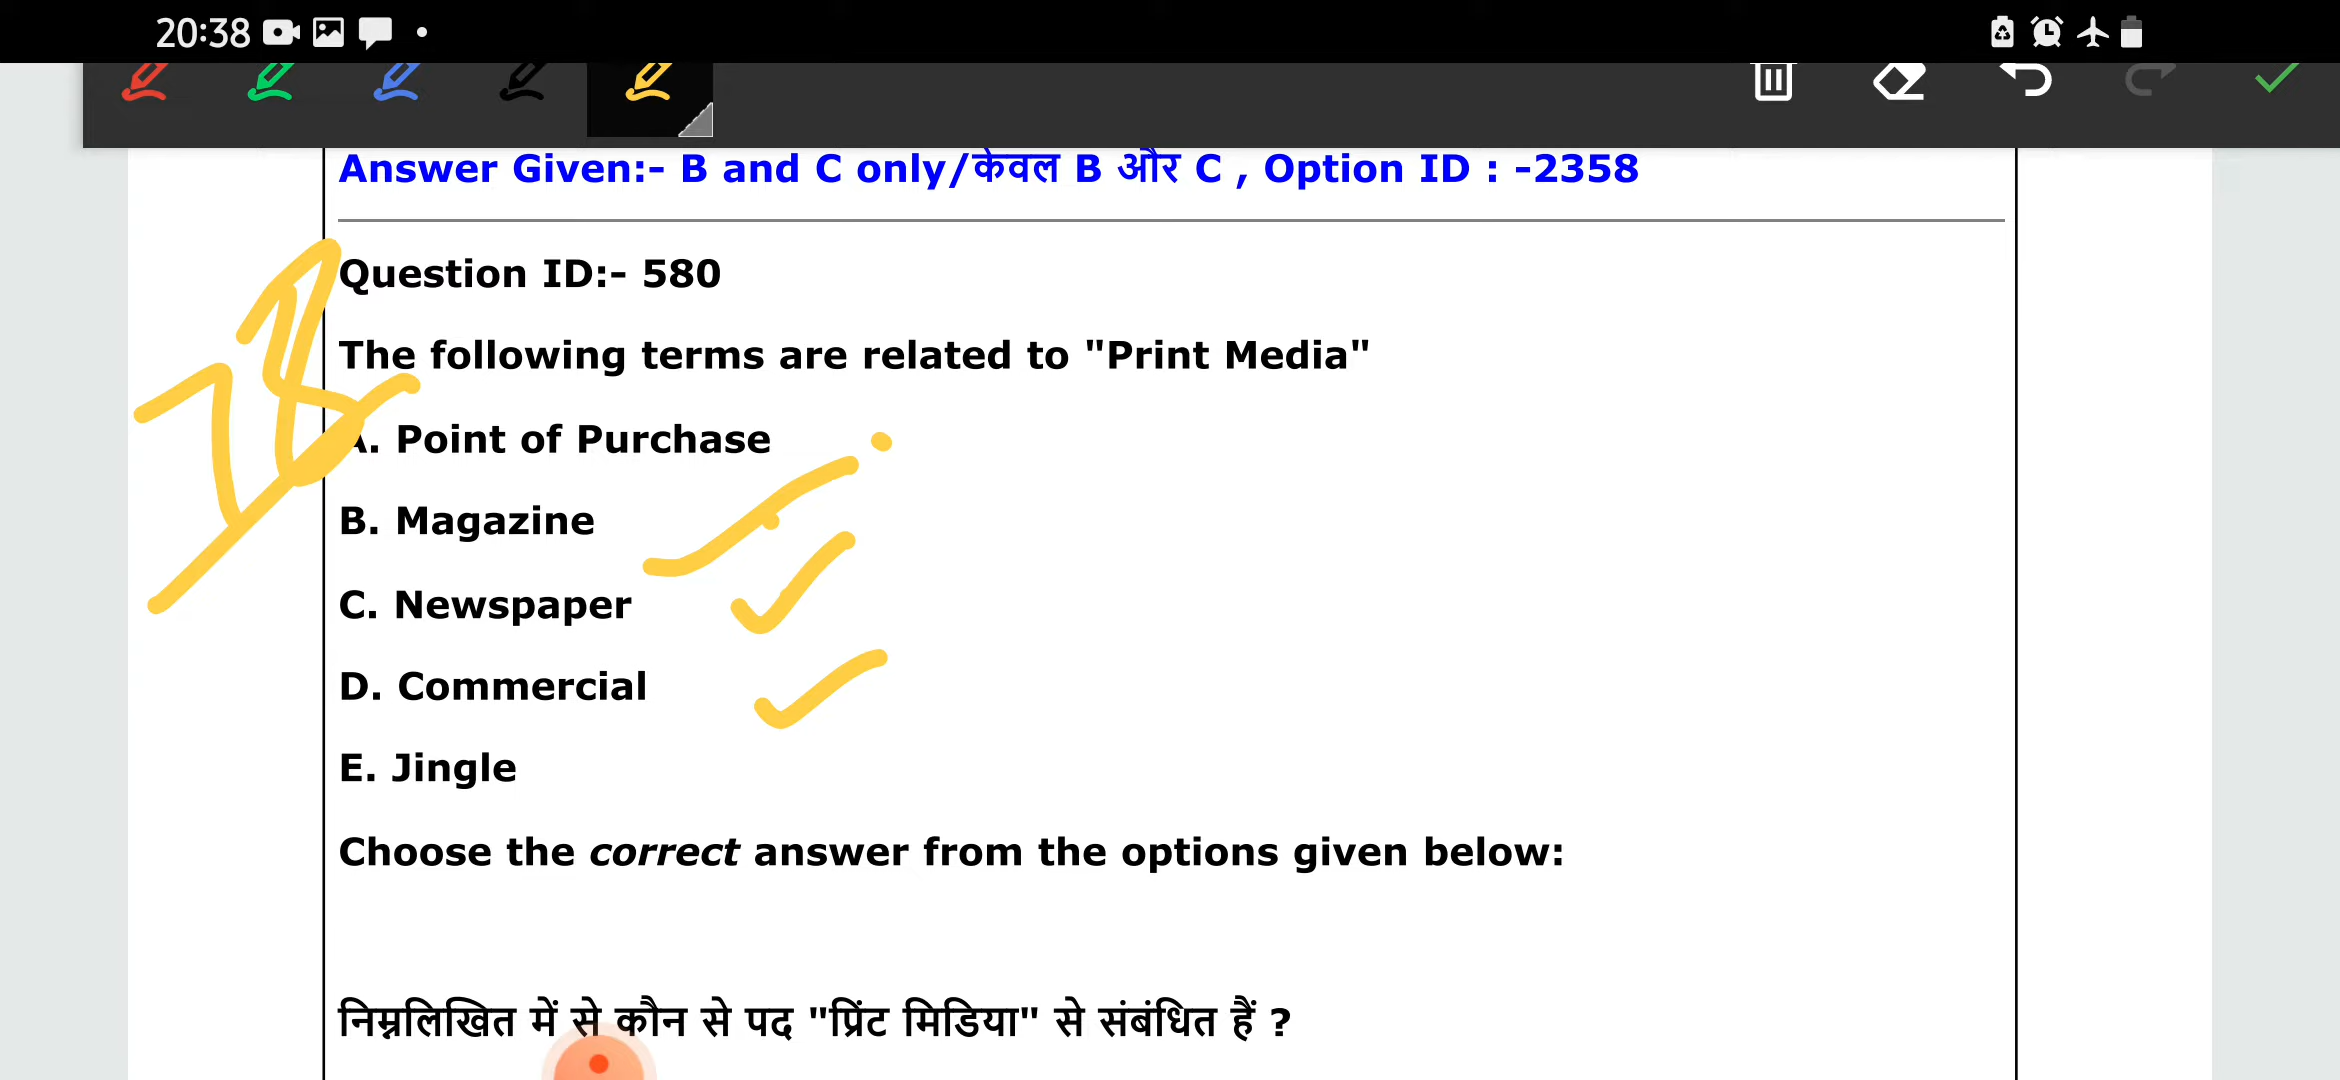 20:38
Answer Given:- B and C only/केवल B और C , Option ID : -2358
Question ID:- 580
The following terms are related to "Print Media"
A. Point of Purchase
B. Magazine
C. Newspaper
D. Commercial
E. Jingle
Choose the correct answer from the options given below:
निम्नलिखित में से कौन से पद "प्रिंट मिडिया" से संबंधित हैं ?